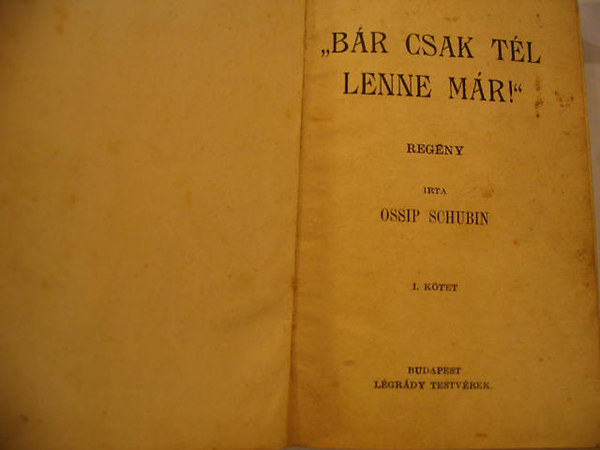 „BÁR CSAK TÉL
LENNE MÁR!“
REGÉNY
IRTA
OSSIP SCHUBIN
I. KÖTET
BUDAPEST
LÉGRÁDY TESTVÉREK.